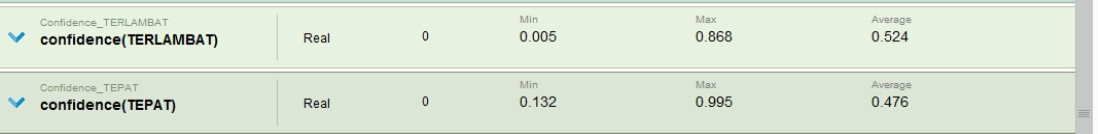 Confidence_TERLAMBAT
confidence(TERLAMBAT) Real 0 Min 0.005 Max 0.868 Average 0.524
Confidence_TEPAT
confidence(TEPAT) Real 0 Min 0.132 Max 0.995 Average 0.476